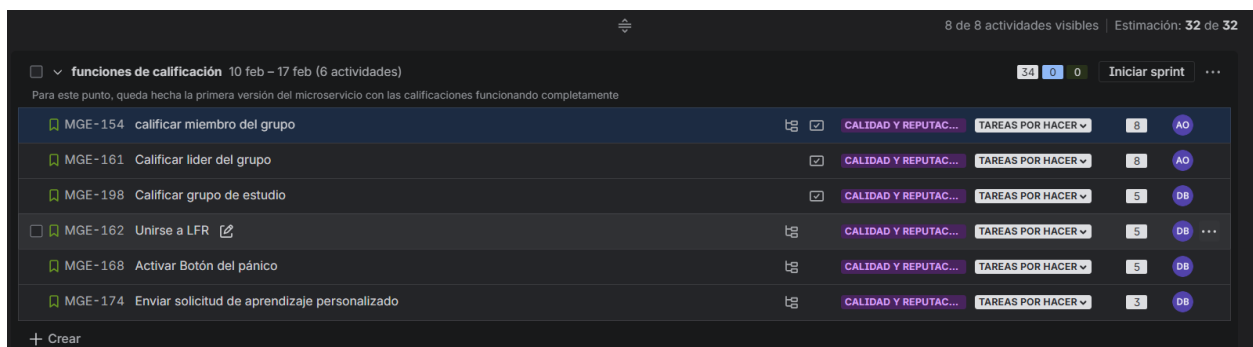 8 de 8 actividades visibles | Estimación: 32 de 32
funciones de calificación 10 feb – 17 feb (6 actividades) 34 0 0 Iniciar sprint ...
Para este punto, queda hecha la primera versión del microservicio con las calificaciones funcionando completamente
MGE-154 calificar miembro del grupo CALIDAD Y REPUTAC... TAREAS POR HACER 8 AO
MGE-161 Calificar lider del grupo CALIDAD Y REPUTAC... TAREAS POR HACER 8 AO
MGE-198 Calificar grupo de estudio CALIDAD Y REPUTAC... TAREAS POR HACER 5 DB
MGE-162 Unirse a LFR CALIDAD Y REPUTAC... TAREAS POR HACER 5 DB ...
MGE-168 Activar Botón del pánico CALIDAD Y REPUTAC... TAREAS POR HACER 5 DB
MGE-174 Enviar solicitud de aprendizaje personalizado CALIDAD Y REPUTAC... TAREAS POR HACER 3 DB
+ Crear